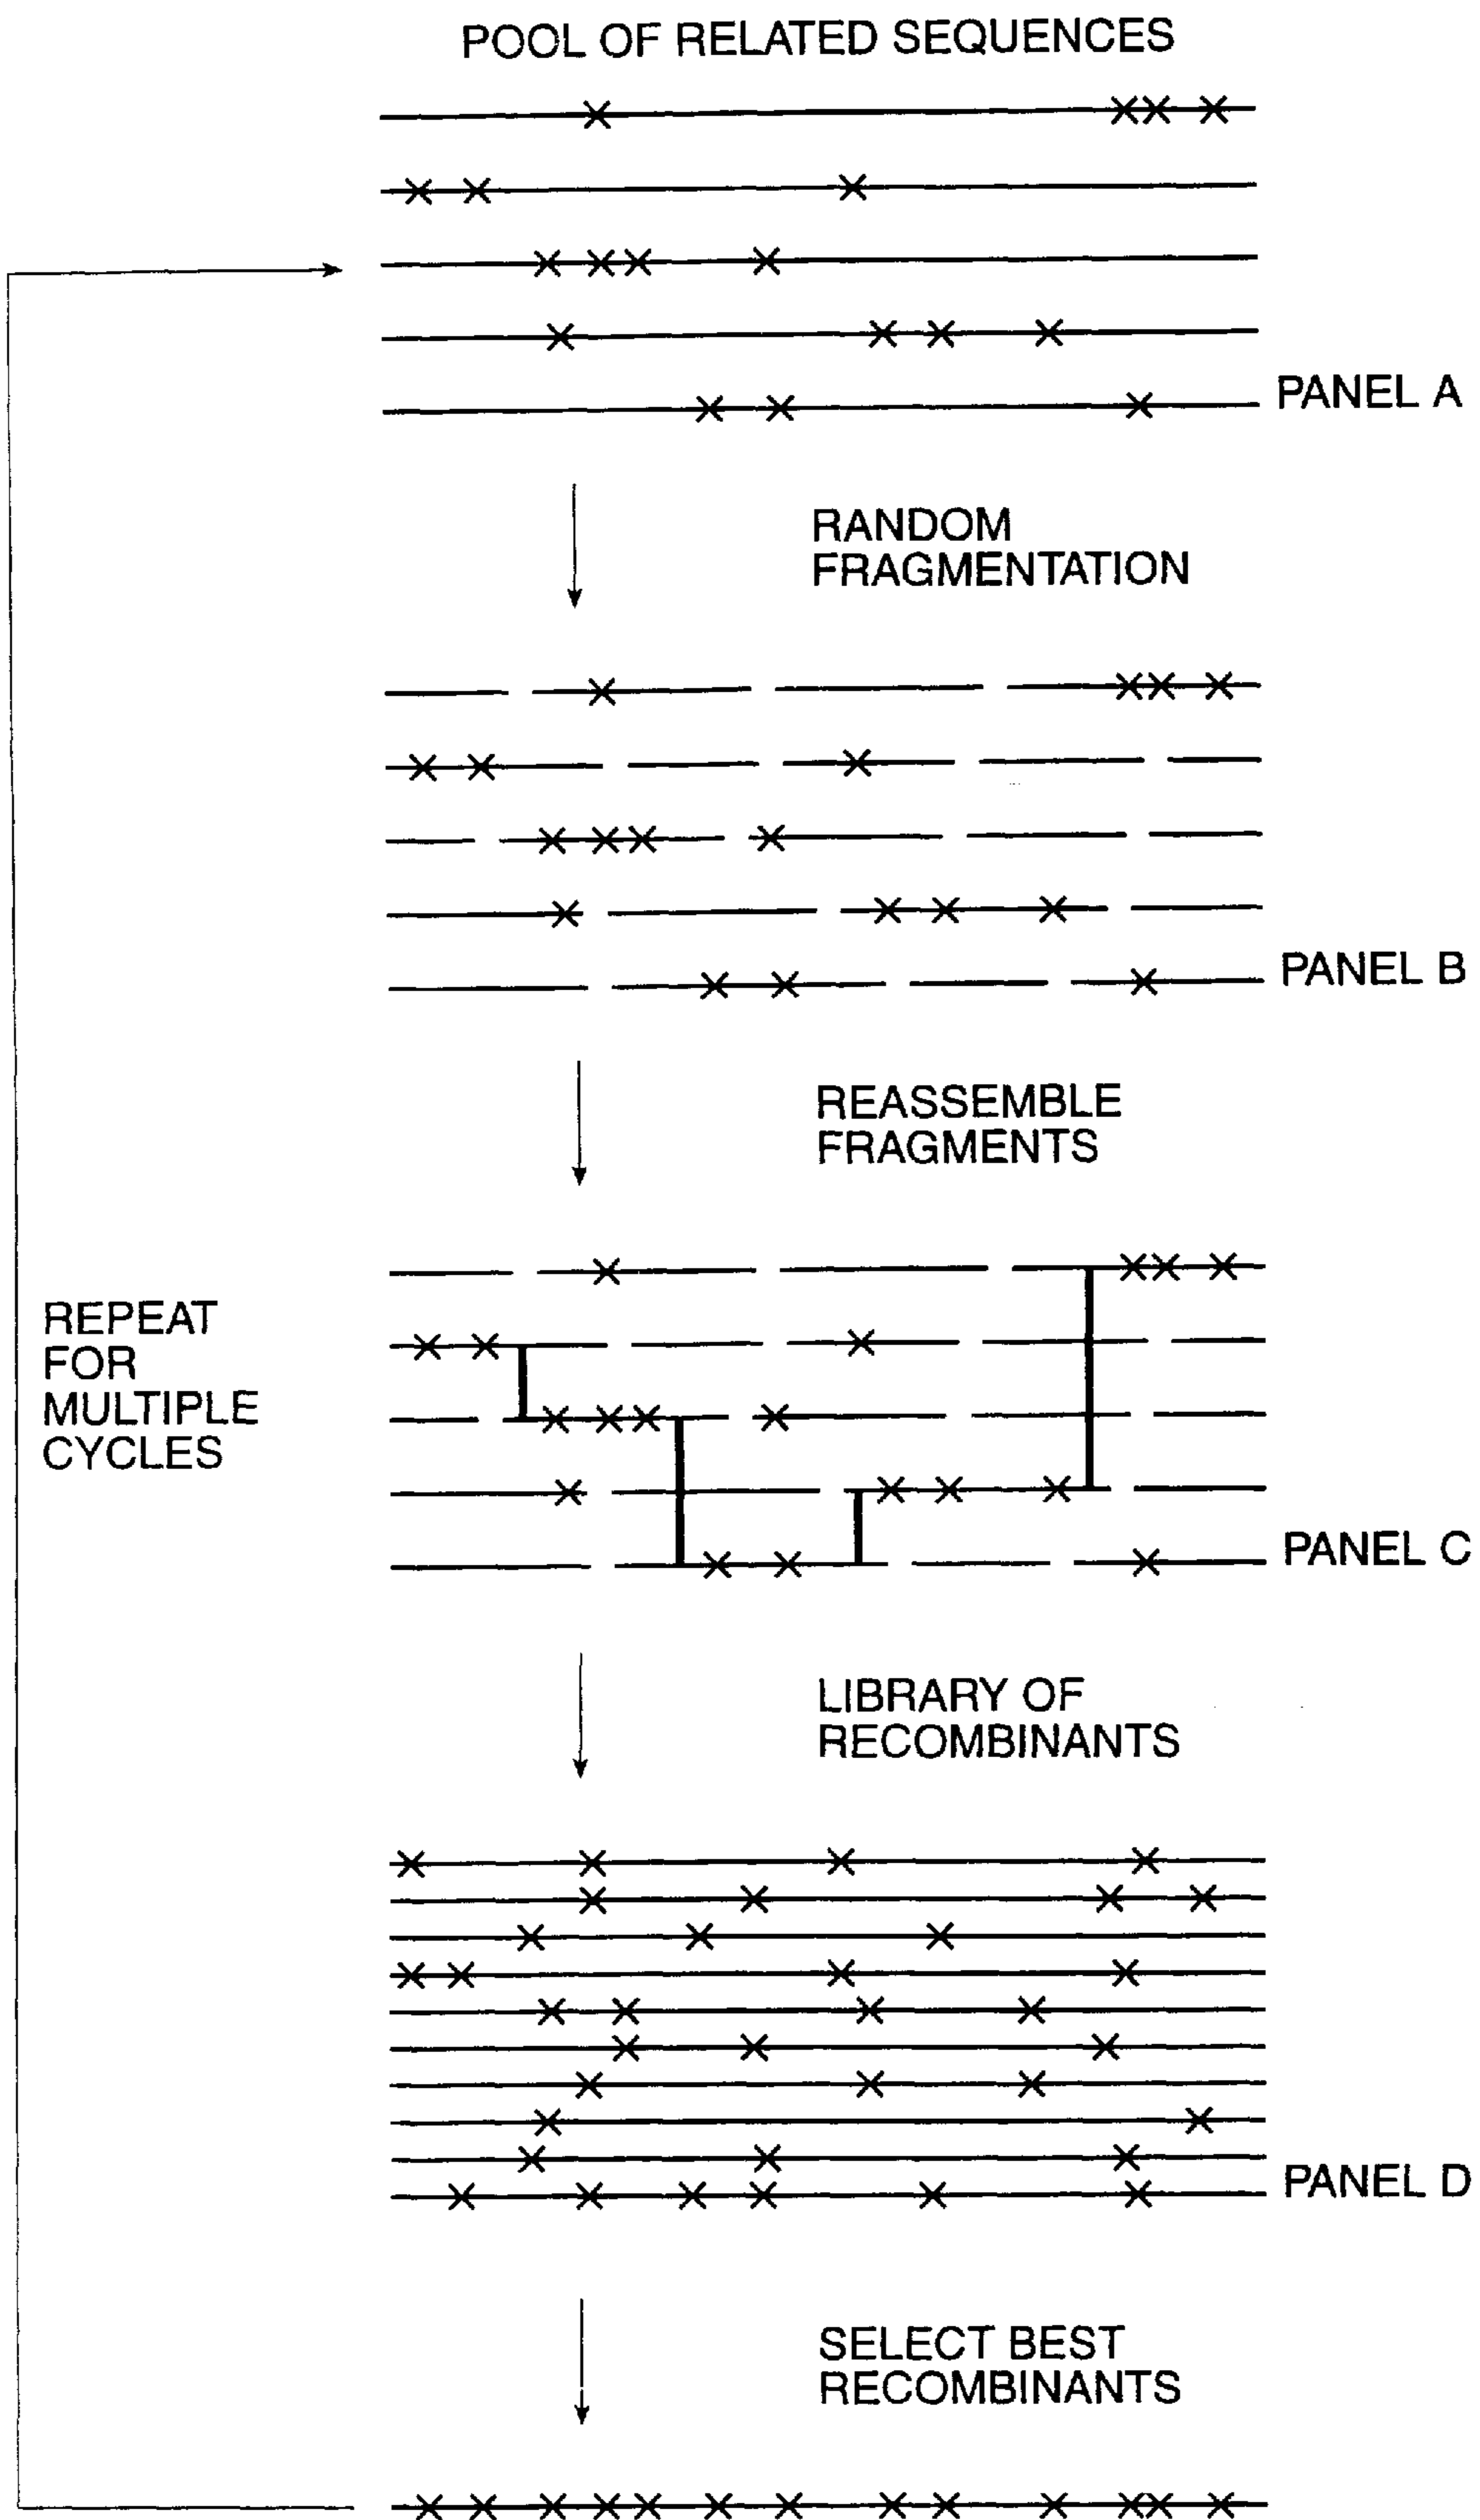 POOL OF RELATED SEQUENCES
PANEL A
RANDOM
FRAGMENTATION
PANEL B
REASSEMBLE
FRAGMENTS
REPEAT
FOR
MULTIPLE
CYCLES
PANEL C
LIBRARY OF
RECOMBINANTS
PANEL D
SELECT BEST
RECOMBINANTS